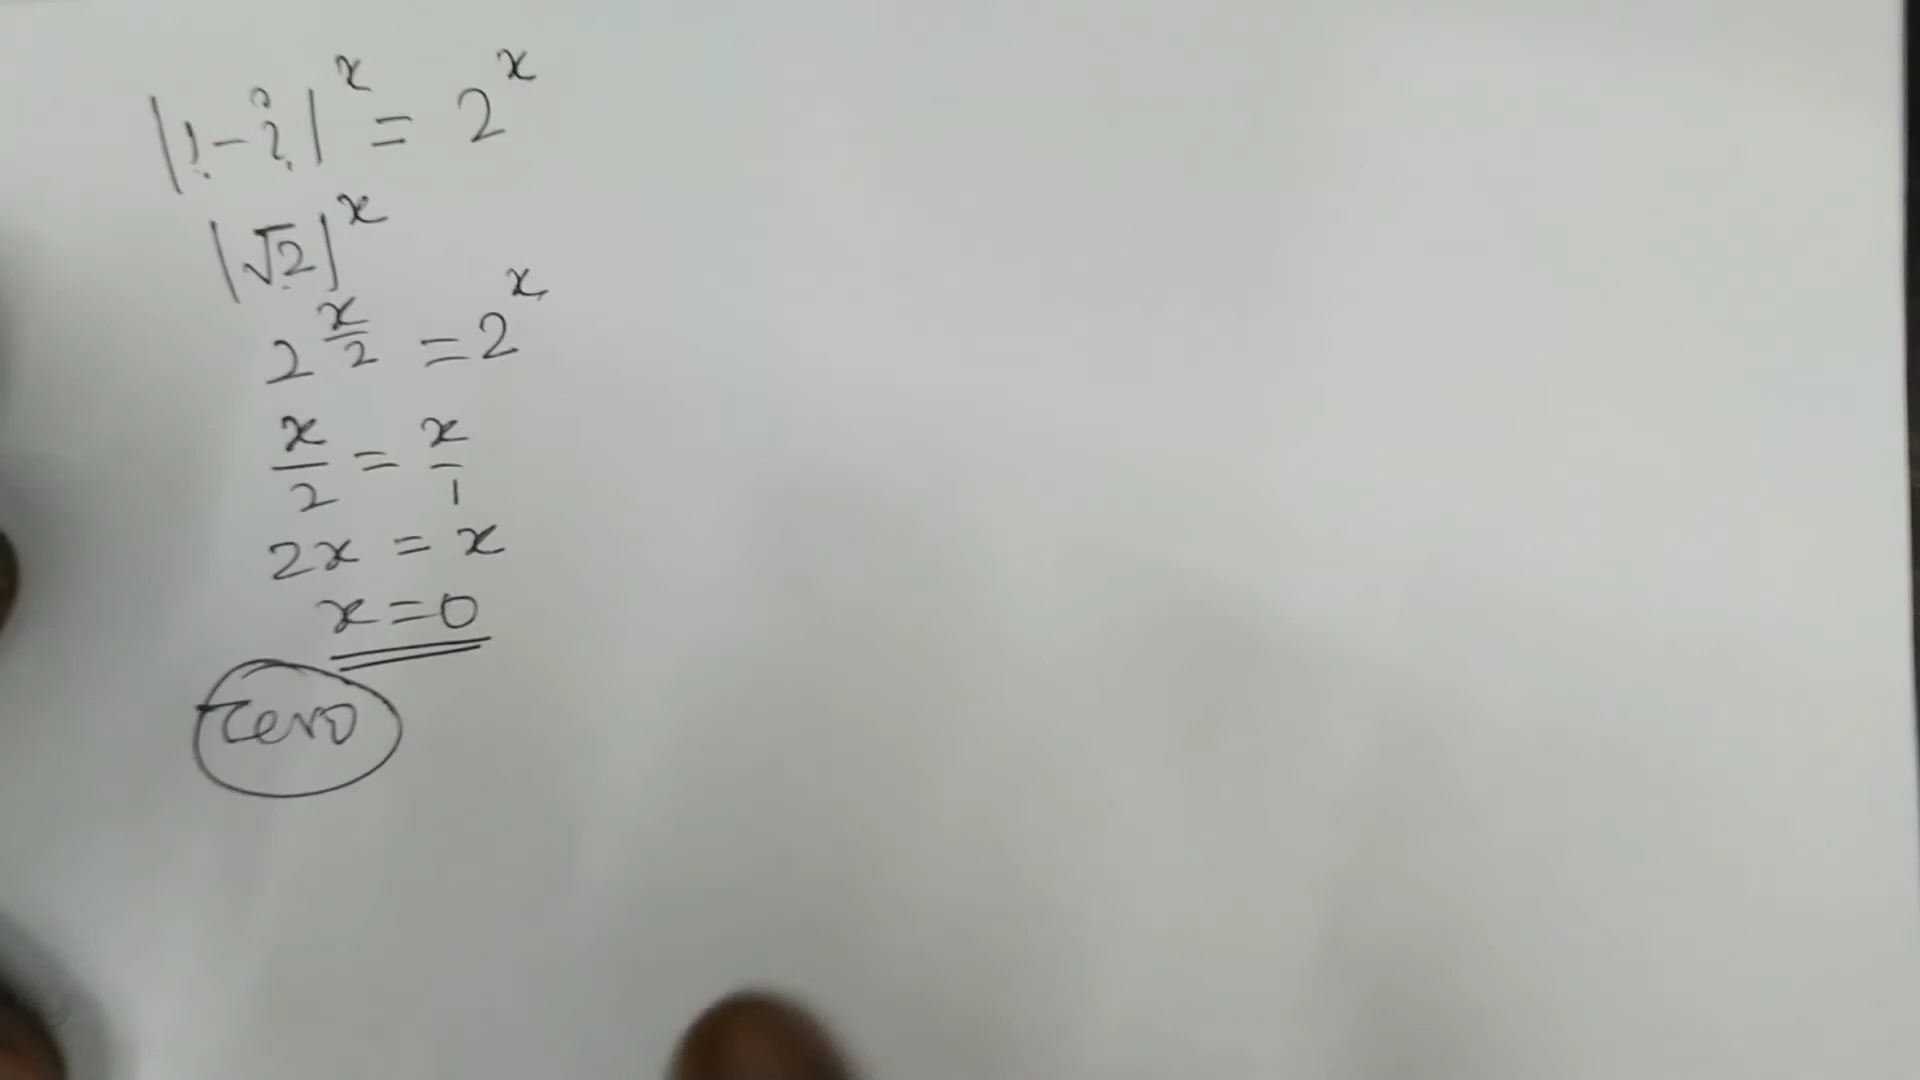 |1-i|^x = 2^x
|√2|^x
2^(x/2) = 2^x
x/2 = x/1
2x = x
x=0
zero